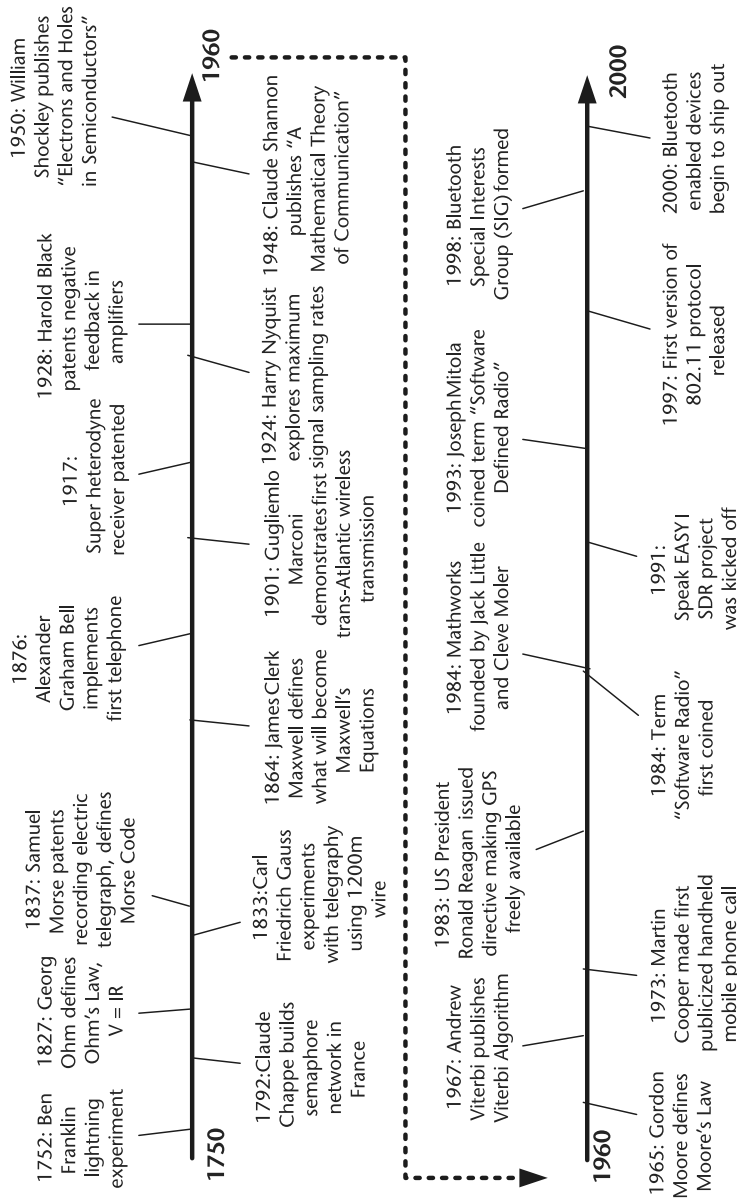 1752: Ben
Franklin
lightning
experiment
1827: Georg
Ohm defines
Ohm's Law,
V = IR
1837: Samuel
Morse patents
recording electric
telegraph, defines
Morse Code
1876:
Alexander
Graham Bell
implements
first telephone
1917:
Super heterodyne
receiver patented
1928: Harold Black
patents negative
feedback in
amplifiers
1950: William
Shockley publishes
“Electrons and Holes
in Semiconductors”
1750
1960
1792:Claude
Chappe builds
semaphore
network in
France
1833:Carl
Friedrich Gauss
experiments
with telegraphy
using 1200m
wire
1864: James Clerk
Maxwell defines
what will become
Maxwell's
Equations
1901: Gugliemlo
Marconi
demonstrates first
trans-Atlantic wireless
transmission
1924: Harry Nyquist
explores maximum
signal sampling rates
1948: Claude Shannon
publishes “A
Mathematical Theory
of Communication”
1967: Andrew
Viterbi publishes
Viterbi Algorithm
1983: US President
Ronald Reagan issued
directive making GPS
freely available
1984: Mathworks
founded by Jack Little
and Cleve Moler
1993: Joseph Mitola
coined term “Software
Defined Radio”
1998: Bluetooth
Special Interests
Group (SIG) formed
1960
2000
1965: Gordon
Moore defines
Moore's Law
1973: Martin
Cooper made first
publicized handheld
mobile phone call
1984: Term
“Software Radio”
first coined
1991:
Speak EASY I
SDR project
was kicked off
1997: First version of
802.11 protocol
released
2000: Bluetooth
enabled devices
begin to ship out